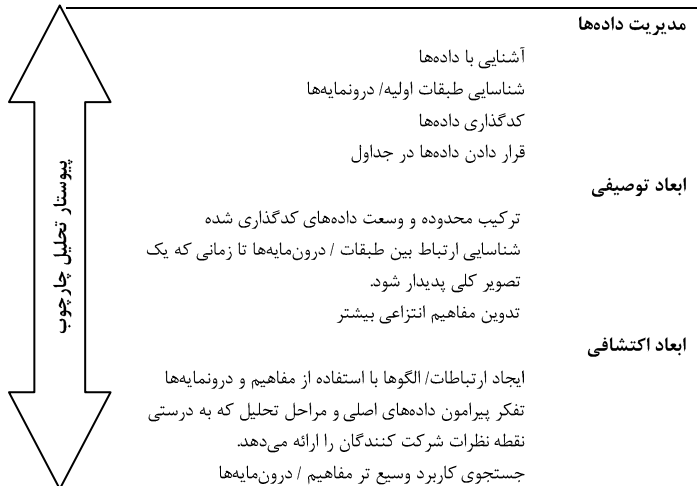 مدیریت داده‌ها
آشنایی با داده‌ها
شناسایی طبقات اولیه/ درونمایه‌ها
کدگذاری داده‌ها
قرار دادن داده‌ها در جداول
ابعاد توصیفی
ترکیب محدوده و وسعت داده‌های کدگذاری شده
شناسایی ارتباط بین طبقات / درون‌مایه‌ها تا زمانی که یک
تصویر کلی پدیدار شود.
تدوین مفاهیم انتزاعی بیشتر
ابعاد اکتشافی
ایجاد ارتباطات/ الگوها با استفاده از مفاهیم و درونمایه‌ها
تفکر پیرامون داده‌های اصلی و مراحل تحلیل که به درستی
نقطه نظرات شرکت کنندگان را ارائه می‌دهد.
جستجوی کاربرد وسیع تر مفاهیم / درون‌مایه‌ها
پیوستار تحلیل چارچوب